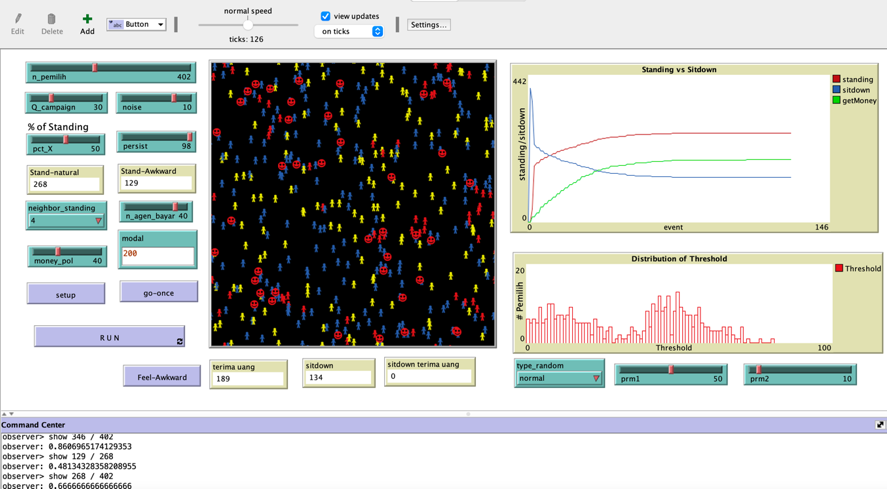 normal speed
view updates
Edit Delete Add abc Button
on ticks
Settings...
ticks: 126
n_pemilih 402
Q_campaign 30
noise 10
% of Standing
pct_X 50
persist 98
Stand-natural
268
Stand-Awkward
129
neighbor_standing
4
n_agen_bayar 40
modal
200
money_pol 40
setup
go-once
R U N
Feel-Awkward
terima uang
189
sitdown
134
sitdown terima uang
0
Standing vs Sitdown
442
standing/sitdown
0
0 event 146
standing
sitdown
getMoney
Distribution of Threshold
20
# Pemilih
0
0 Threshold 100
Threshold
type_random
normal
prm1 50
prm2 10
Command Center
observer> show 346 / 402
observer: 0.8606965174129353
observer> show 129 / 268
observer: 0.48134328358208955
observer> show 268 / 402
observer: 0.6666666666666666